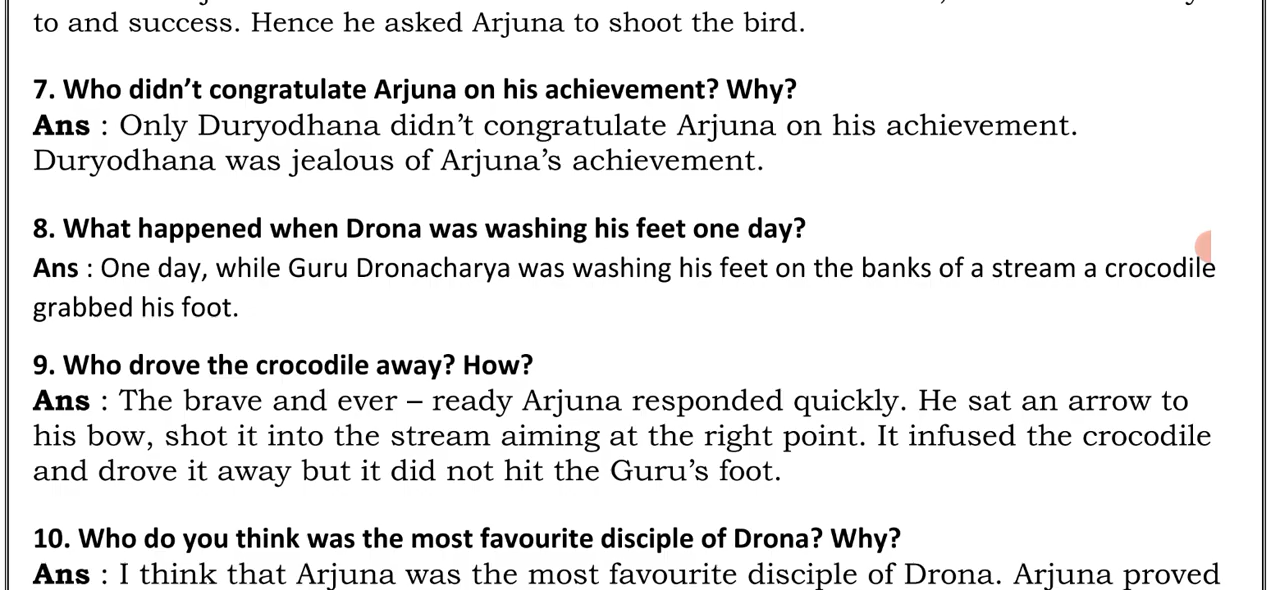 to and success. Hence he asked Arjuna to shoot the bird.
7. Who didn’t congratulate Arjuna on his achievement? Why?
Ans : Only Duryodhana didn’t congratulate Arjuna on his achievement.
Duryodhana was jealous of Arjuna’s achievement.
8. What happened when Drona was washing his feet one day?
Ans : One day, while Guru Dronacharya was washing his feet on the banks of a stream a crocodile
grabbed his foot.
9. Who drove the crocodile away? How?
Ans : The brave and ever – ready Arjuna responded quickly. He sat an arrow to
his bow, shot it into the stream aiming at the right point. It infused the crocodile
and drove it away but it did not hit the Guru’s foot.
10. Who do you think was the most favourite disciple of Drona? Why?
Ans : I think that Arjuna was the most favourite disciple of Drona. Arjuna proved